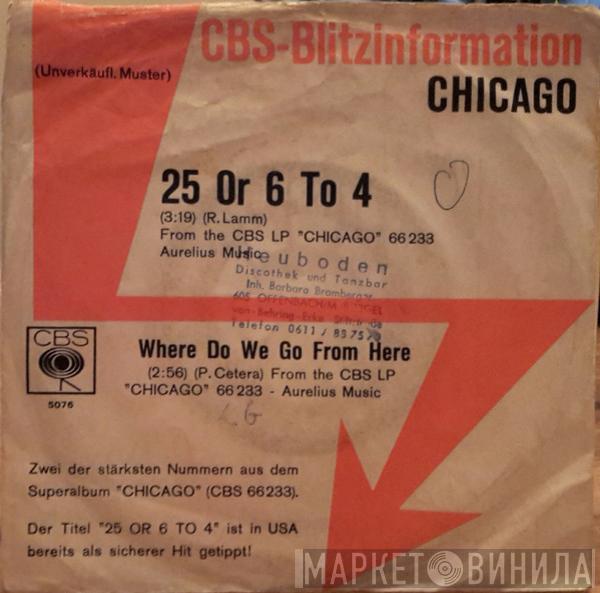 CBS-Blitzinformation
(Unverkäufl. Muster)
CHICAGO
25 Or 6 To 4
(3:19) (R. Lamm)
From the CBS LP "CHICAGO" 66 233
Aurelius Music
Heuboden
Discothek und Tanzbar
Inh. Barbara Bramberger
605 OFFENBACH/M
Telefon 0611 /
CBS
5076
Where Do We Go From Here
(2:56) (P. Cetera) From the CBS LP
"CHICAGO" 66 233 - Aurelius Music
Zwei der stärksten Nummern aus dem
Superalbum "CHICAGO" (CBS 66233).
Der Titel "25 OR 6 TO 4" ist in USA
bereits als sicherer Hit getippt!
МАРКЕТ ВИНИЛА